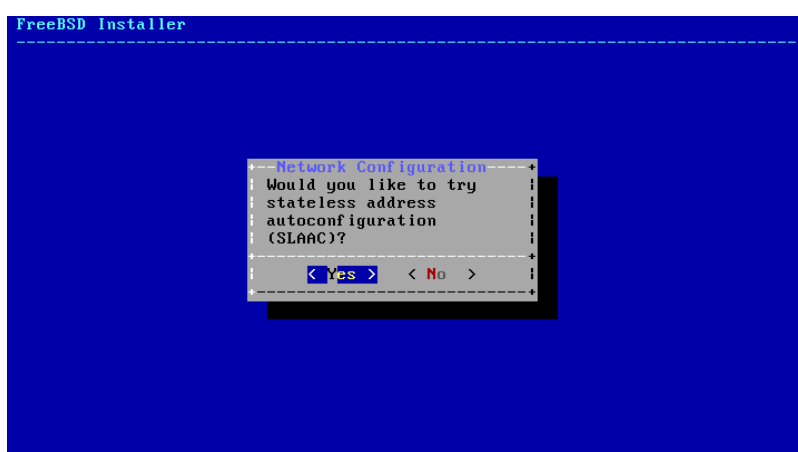 FreeBSD Installer
Network Configuration
Would you like to try
stateless address
autoconfiguration
(SLAAC)?
< Yes > < No >